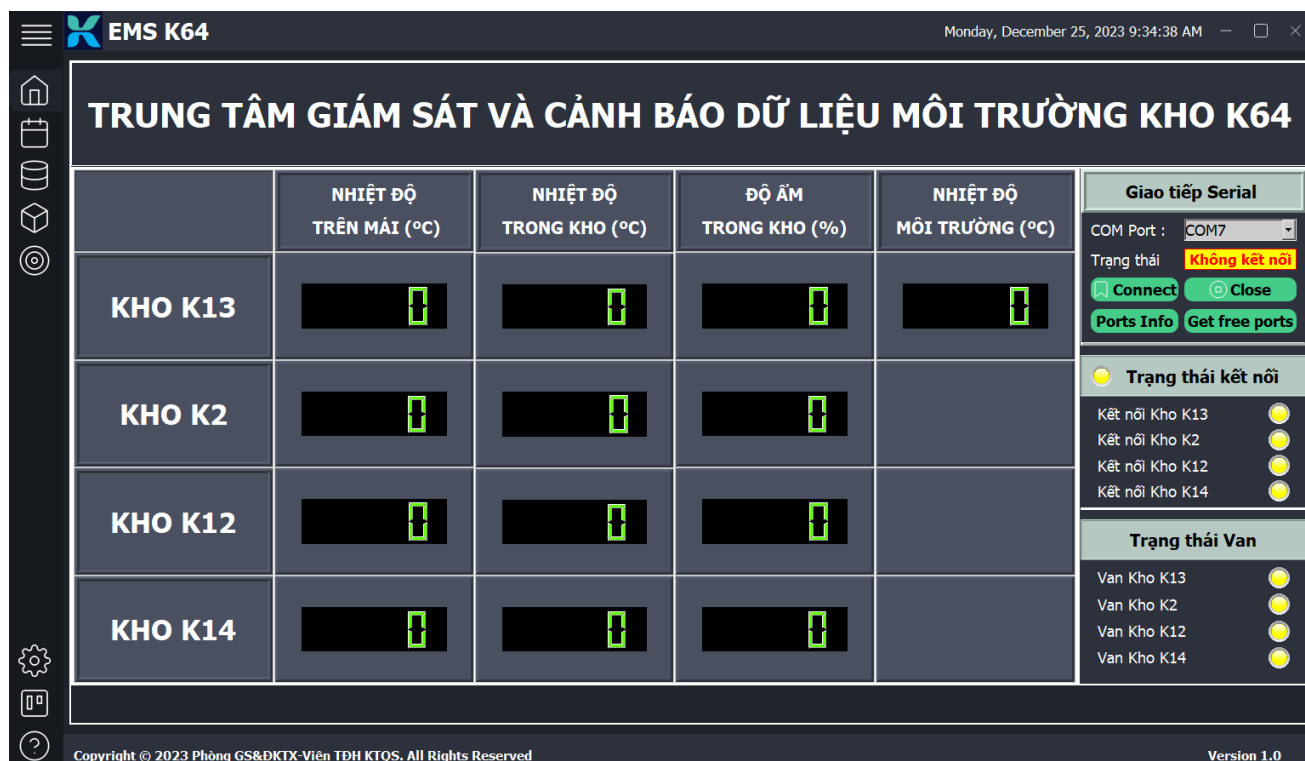 EMS K64
Monday, December 25, 2023 9:34:38 AM
TRUNG TÂM GIÁM SÁT VÀ CẢNH BÁO DỮ LIỆU MÔI TRƯỜNG KHO K64
NHIỆT ĐỘ
TRÊN MÁI (ºC)
NHIỆT ĐỘ
TRONG KHO (ºC)
ĐỘ ẨM
TRONG KHO (%)
NHIỆT ĐỘ
MÔI TRƯỜNG (ºC)
KHO K13 0 0 0 0
KHO K2 0 0 0
KHO K12 0 0 0
KHO K14 0 0 0
Giao tiếp Serial
COM Port : COM7
Trạng thái Không kết nối
Connect Close
Ports Info Get free ports
Trạng thái kết nối
Kết nối Kho K13
Kết nối Kho K2
Kết nối Kho K12
Kết nối Kho K14
Trạng thái Van
Van Kho K13
Van Kho K2
Van Kho K12
Van Kho K14
Copyright © 2023 Phòng GS&ĐKTX-Viện TĐH KTQS. All Rights Reserved
Version 1.0